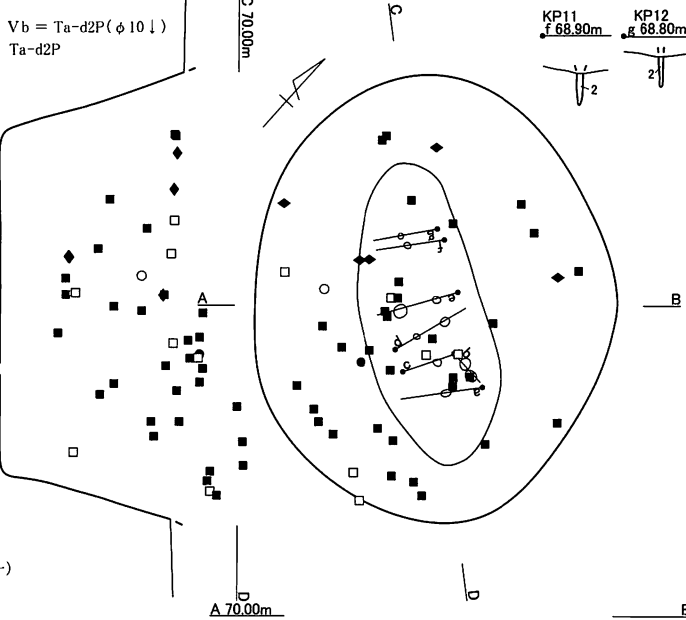 Vb = Ta-d2P(φ10↓)
Ta-d2P
C 70.00m
C
KP11
f 68.90m
2
KP12
g 68.80m
2
A
B
g
f
e
d
c
b
a
D
D
A 70.00m